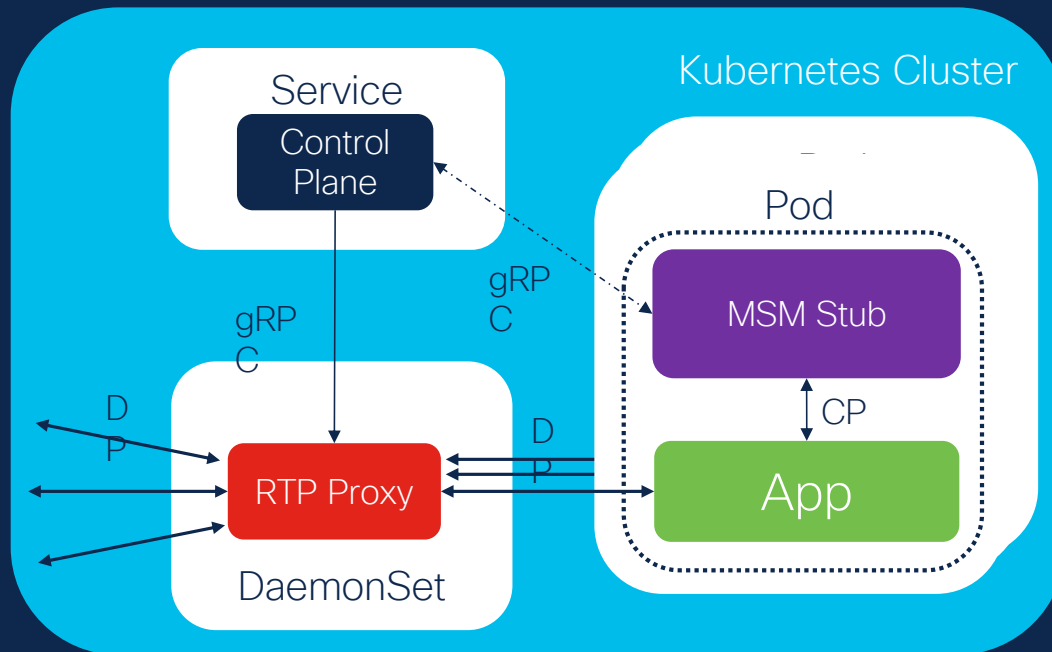 Kubernetes Cluster
Service
Control
Plane
Pod
MSM Stub
gRP
C
gRP
C
CP
D
P
D
P
RTP Proxy
App
DaemonSet